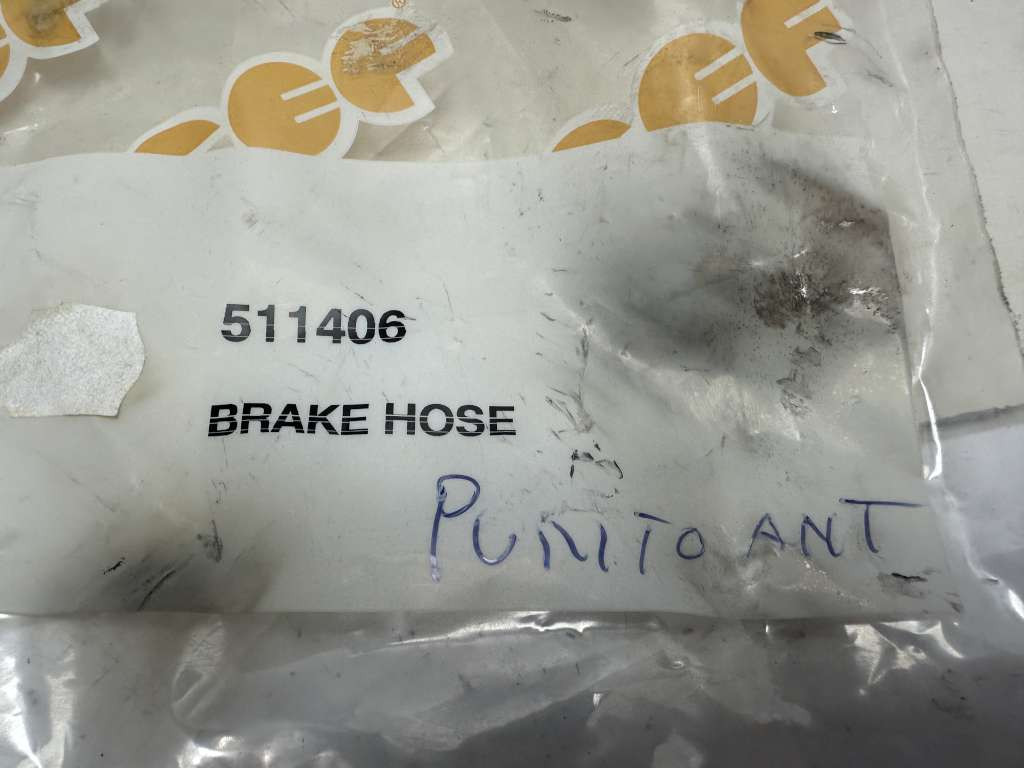 511406
BRAKE HOSE
PUNTO ANT